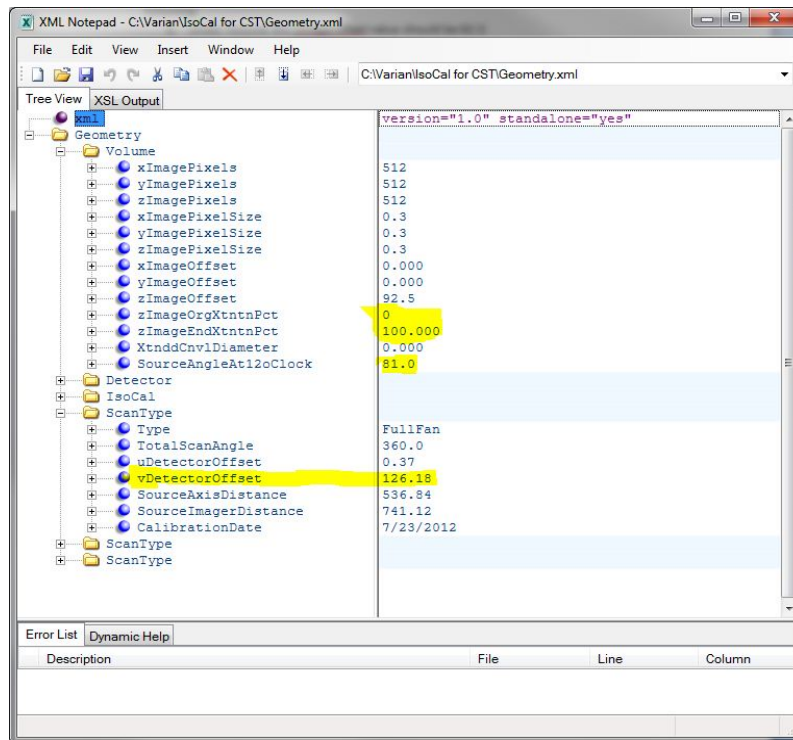 XML Notepad - C:\Varian\IsoCal for CST\Geometry.xml
File Edit View Insert Window Help
C:\Varian\IsoCal for CST\Geometry.xml
Tree View XSL Output
xml version="1.0" standalone="yes"
Geometry
Volume
xImagePixels 512
yImagePixels 512
zImagePixels 512
xImagePixelSize 0.3
yImagePixelSize 0.3
zImagePixelSize 0.3
xImageOffset 0.000
yImageOffset 0.000
zImageOffset 92.5
zImageOrgXtntnPct 0
zImageEndXtntnPct 100.000
XtnddCnvlDiameter 0.000
SourceAngleAt12oClock 81.0
Detector
IsoCal
ScanType
Type FullFan
TotalScanAngle 360.0
uDetectorOffset 0.37
vDetectorOffset 126.18
SourceAxisDistance 536.84
SourceImagerDistance 741.12
CalibrationDate 7/23/2012
ScanType
ScanType
Error List Dynamic Help
Description File Line Column